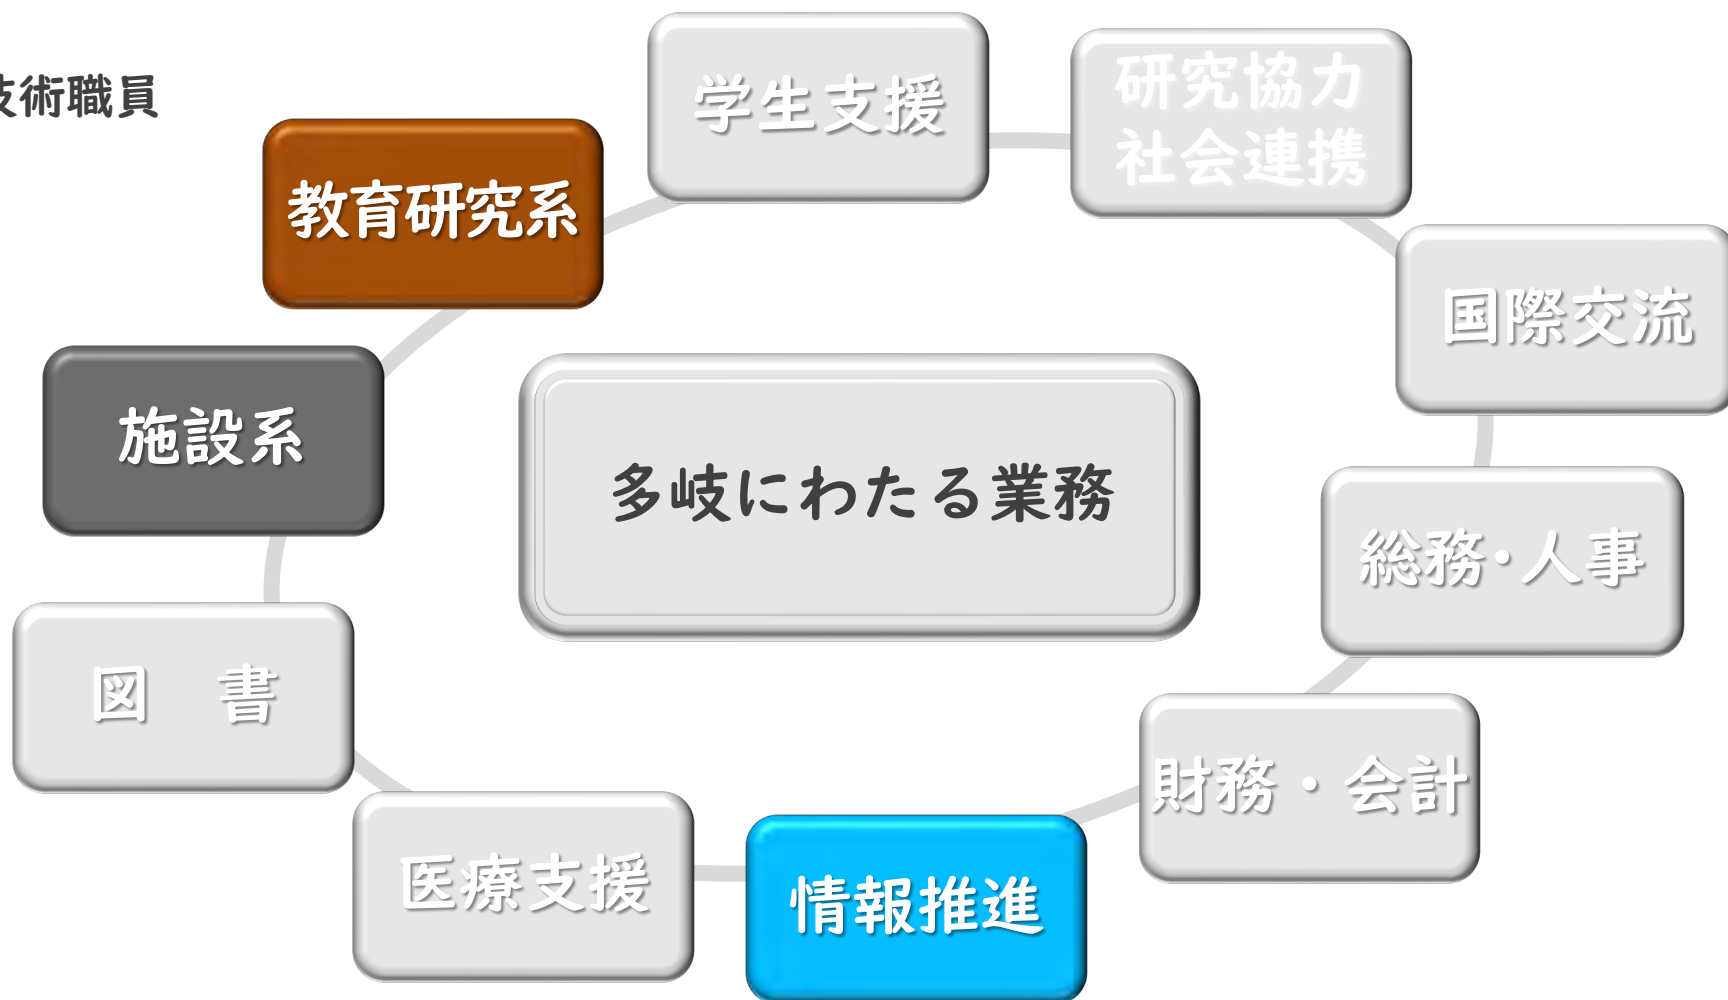 技術職員
学生支援
研究協力
社会連携
教育研究系
国際交流
施設系
多岐にわたる業務
総務・人事
図　書
財務・会計
医療支援
情報推進